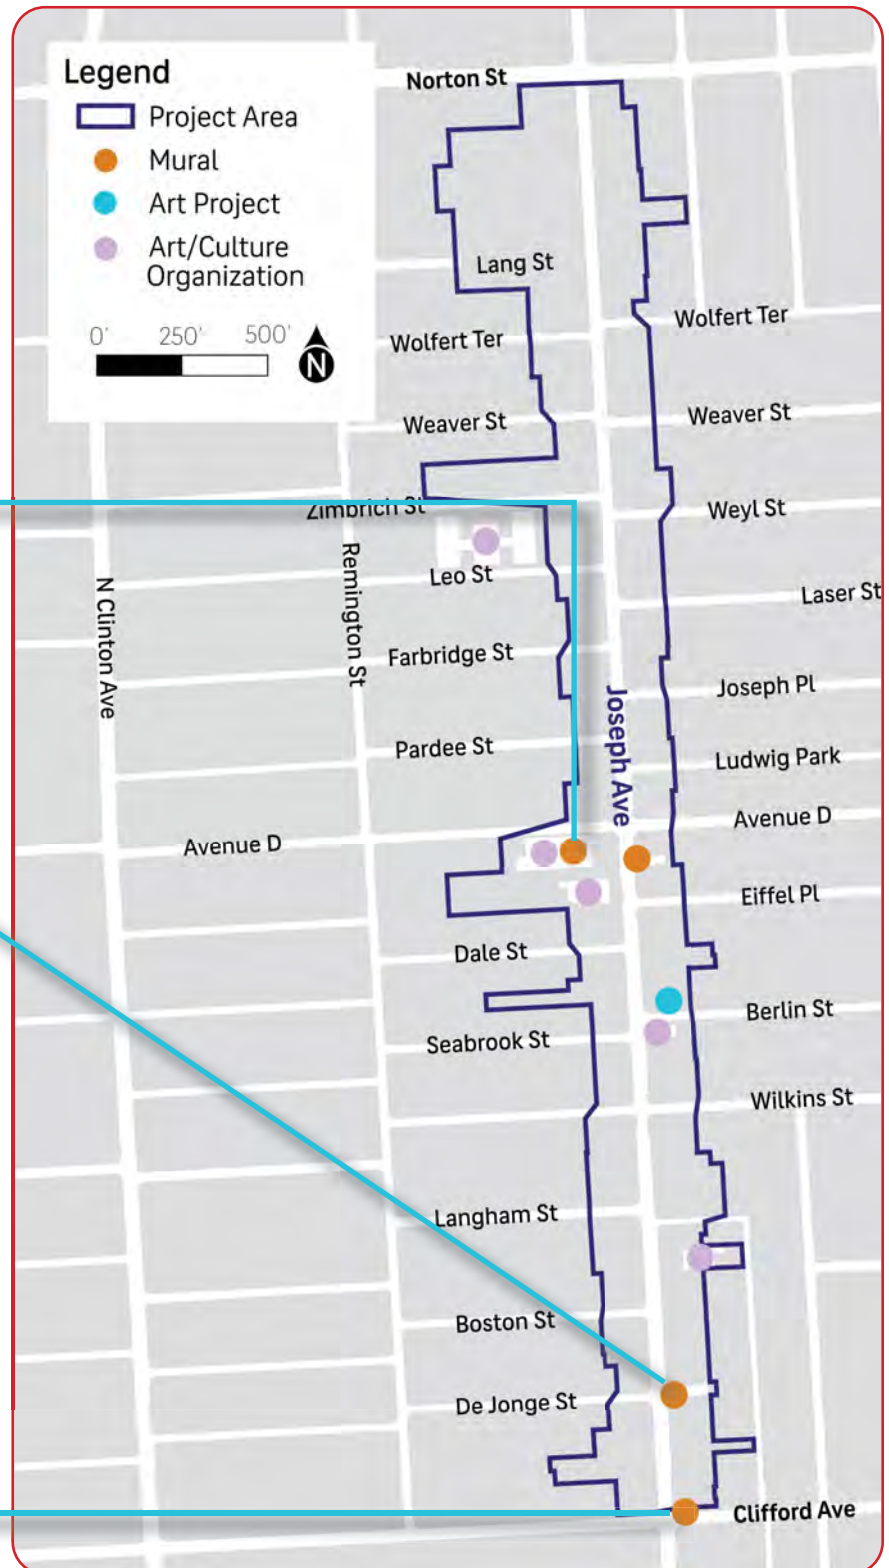 Legend
Project Area
Mural
Art Project
Art/Culture
Organization
0' 250' 500'
N
Norton St
Lang St
Wolfert Ter
Wolfert Ter
Weaver St
Weaver St
Zimbrich St
Weyl St
Leo St
Laser St
N Clinton Ave
Remington St
Farbridge St
Joseph Pl
Joseph Ave
Pardee St
Ludwig Park
Avenue D
Avenue D
Eiffel Pl
Dale St
Berlin St
Seabrook St
Wilkins St
Langham St
Boston St
De Jonge St
Clifford Ave